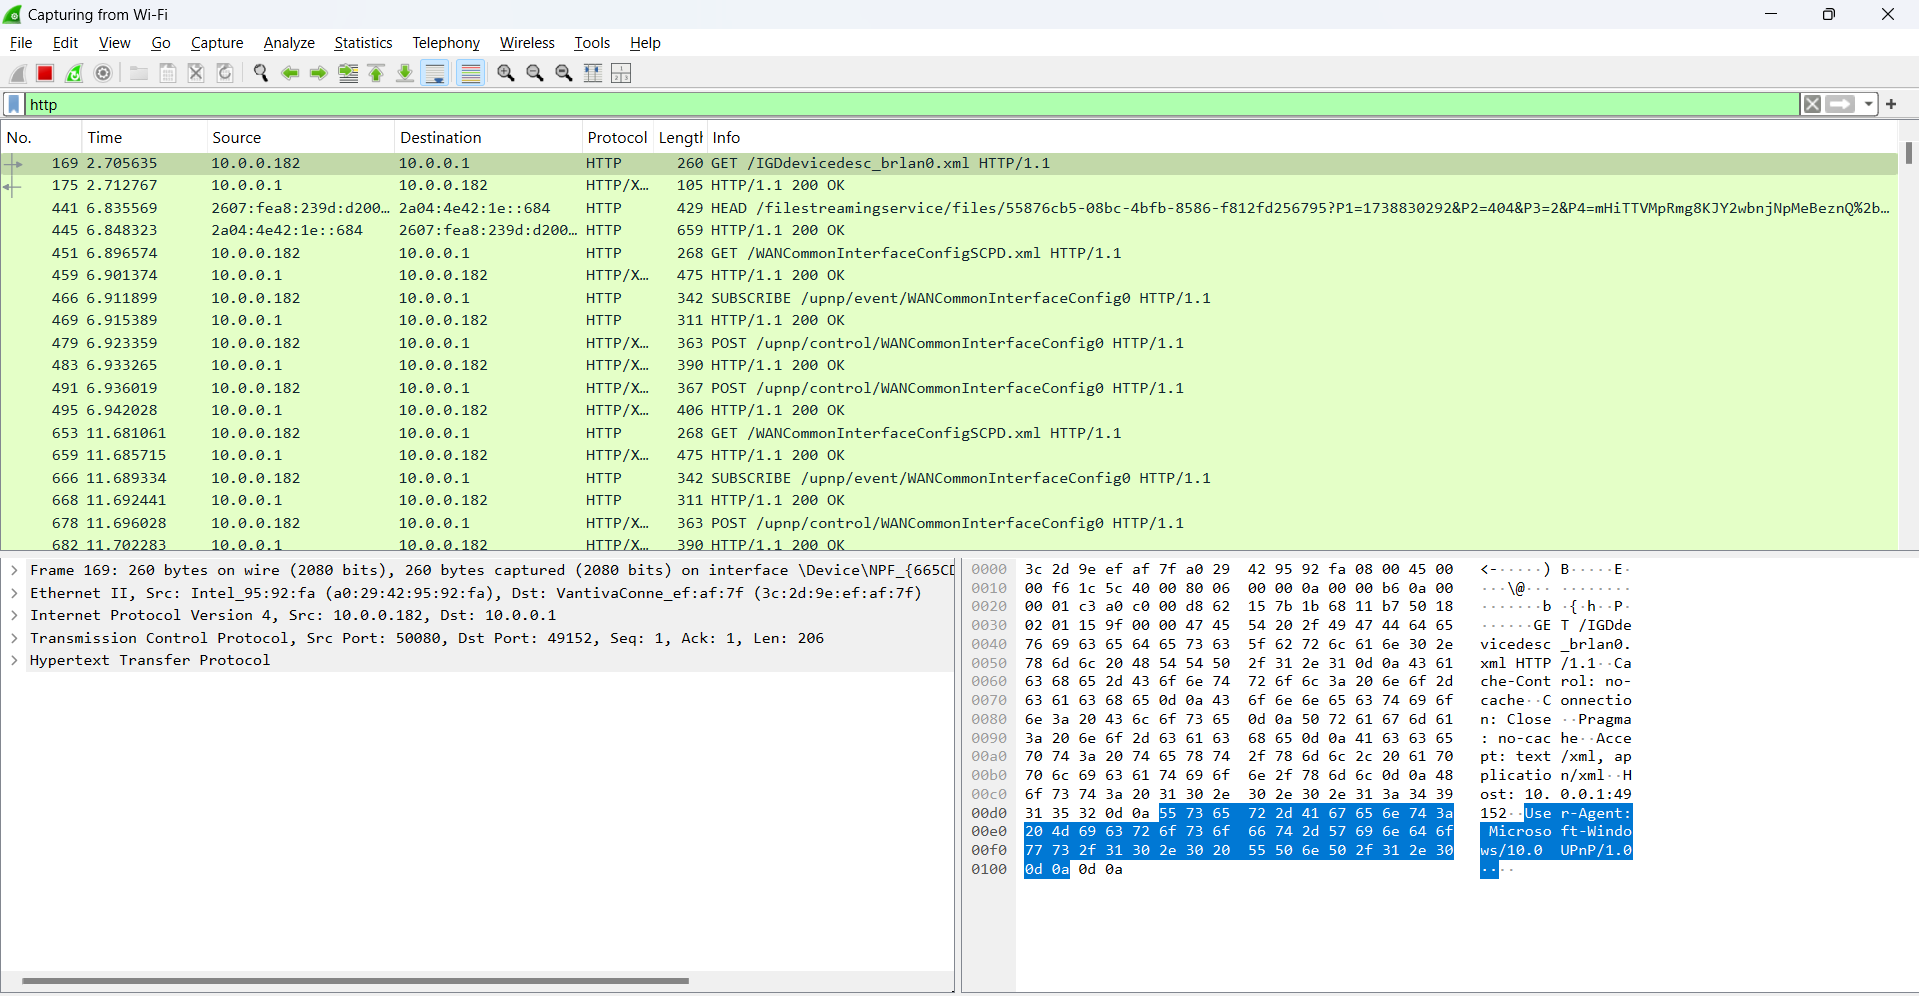 Capturing from Wi-Fi
File Edit View Go Capture Analyze Statistics Telephony Wireless Tools Help
http
No. Time Source Destination Protocol Length Info
169 2.705635 10.0.0.182 10.0.0.1 HTTP 260 GET /IGDdevicedesc_brlan0.xml HTTP/1.1
175 2.712767 10.0.0.1 10.0.0.182 HTTP/X… 105 HTTP/1.1 200 OK
441 6.835569 2607:fea8:239d:d200… 2a04:4e42:1e::684 HTTP 429 HEAD /filestreamingservice/files/55876cb5-08bc-4bfb-8586-f812fd256795?P1=1738830292&P2=404&P3=2&P4=mHiTTVMpRmg8KJY2wbnjNpMeBeznQ%2b…
445 6.848323 2a04:4e42:1e::684 2607:fea8:239d:d200… HTTP 659 HTTP/1.1 200 OK
451 6.896574 10.0.0.182 10.0.0.1 HTTP 268 GET /WANCommonInterfaceConfigSCPD.xml HTTP/1.1
459 6.901374 10.0.0.1 10.0.0.182 HTTP/X… 475 HTTP/1.1 200 OK
466 6.911899 10.0.0.182 10.0.0.1 HTTP 342 SUBSCRIBE /upnp/event/WANCommonInterfaceConfig0 HTTP/1.1
469 6.915389 10.0.0.1 10.0.0.182 HTTP 311 HTTP/1.1 200 OK
479 6.923359 10.0.0.182 10.0.0.1 HTTP/X… 363 POST /upnp/control/WANCommonInterfaceConfig0 HTTP/1.1
483 6.933265 10.0.0.1 10.0.0.182 HTTP/X… 390 HTTP/1.1 200 OK
491 6.936019 10.0.0.182 10.0.0.1 HTTP/X… 367 POST /upnp/control/WANCommonInterfaceConfig0 HTTP/1.1
495 6.942028 10.0.0.1 10.0.0.182 HTTP/X… 406 HTTP/1.1 200 OK
653 11.681061 10.0.0.182 10.0.0.1 HTTP 268 GET /WANCommonInterfaceConfigSCPD.xml HTTP/1.1
659 11.685715 10.0.0.1 10.0.0.182 HTTP/X… 475 HTTP/1.1 200 OK
666 11.689334 10.0.0.182 10.0.0.1 HTTP 342 SUBSCRIBE /upnp/event/WANCommonInterfaceConfig0 HTTP/1.1
668 11.692441 10.0.0.1 10.0.0.182 HTTP 311 HTTP/1.1 200 OK
678 11.696028 10.0.0.182 10.0.0.1 HTTP/X… 363 POST /upnp/control/WANCommonInterfaceConfig0 HTTP/1.1
682 11.702283 10.0.0.1 10.0.0.182 HTTP/X… 390 HTTP/1.1 200 OK
Frame 169: 260 bytes on wire (2080 bits), 260 bytes captured (2080 bits) on interface \Device\NPF_{665CD
Ethernet II, Src: Intel_95:92:fa (a0:29:42:95:92:fa), Dst: VantivaConne_ef:af:7f (3c:2d:9e:ef:af:7f)
Internet Protocol Version 4, Src: 10.0.0.182, Dst: 10.0.0.1
Transmission Control Protocol, Src Port: 50080, Dst Port: 49152, Seq: 1, Ack: 1, Len: 206
Hypertext Transfer Protocol
0000 3c 2d 9e ef af 7f a0 29 42 95 92 fa 08 00 45 00 <-·····) B·····E·
0010 00 f6 1c 5c 40 00 80 06 00 00 0a 00 00 b6 0a 00 ···\@··· ········
0020 00 01 c3 a0 c0 00 d8 62 15 7b 1b 68 11 b7 50 18 ·······b ·{·h··P·
0030 02 01 15 9f 00 00 47 45 54 20 2f 49 47 44 64 65 ······GE T /IGDde
0040 76 69 63 65 64 65 73 63 5f 62 72 6c 61 6e 30 2e vicedesc _brlan0.
0050 78 6d 6c 20 48 54 54 50 2f 31 2e 31 0d 0a 43 61 xml HTTP /1.1··Ca
0060 63 68 65 2d 43 6f 6e 74 72 6f 6c 3a 20 6e 6f 2d che-Cont rol: no-
0070 63 61 63 68 65 0d 0a 43 6f 6e 6e 65 63 74 69 6f cache··C onnectio
0080 6e 3a 20 43 6c 6f 73 65 0d 0a 50 72 61 67 6d 61 n: Close ··Pragma
0090 3a 20 6e 6f 2d 63 61 63 68 65 0d 0a 41 63 63 65 : no-cac he··Acce
00a0 70 74 3a 20 74 65 78 74 2f 78 6d 6c 2c 20 61 70 pt: text /xml, ap
00b0 70 6c 69 63 61 74 69 6f 6e 2f 78 6d 6c 0d 0a 48 plicatio n/xml··H
00c0 6f 73 74 3a 20 31 30 2e 30 2e 30 2e 31 3a 34 39 ost: 10. 0.0.1:49
00d0 31 35 32 0d 0a 55 73 65 72 2d 41 67 65 6e 74 3a 152··Use r-Agent:
00e0 20 4d 69 63 72 6f 73 6f 66 74 2d 57 69 6e 64 6f Microso ft-Windo
00f0 77 73 2f 31 30 2e 30 20 55 50 6e 50 2f 31 2e 30 ws/10.0 UPnP/1.0
0100 0d 0a 0d 0a ····